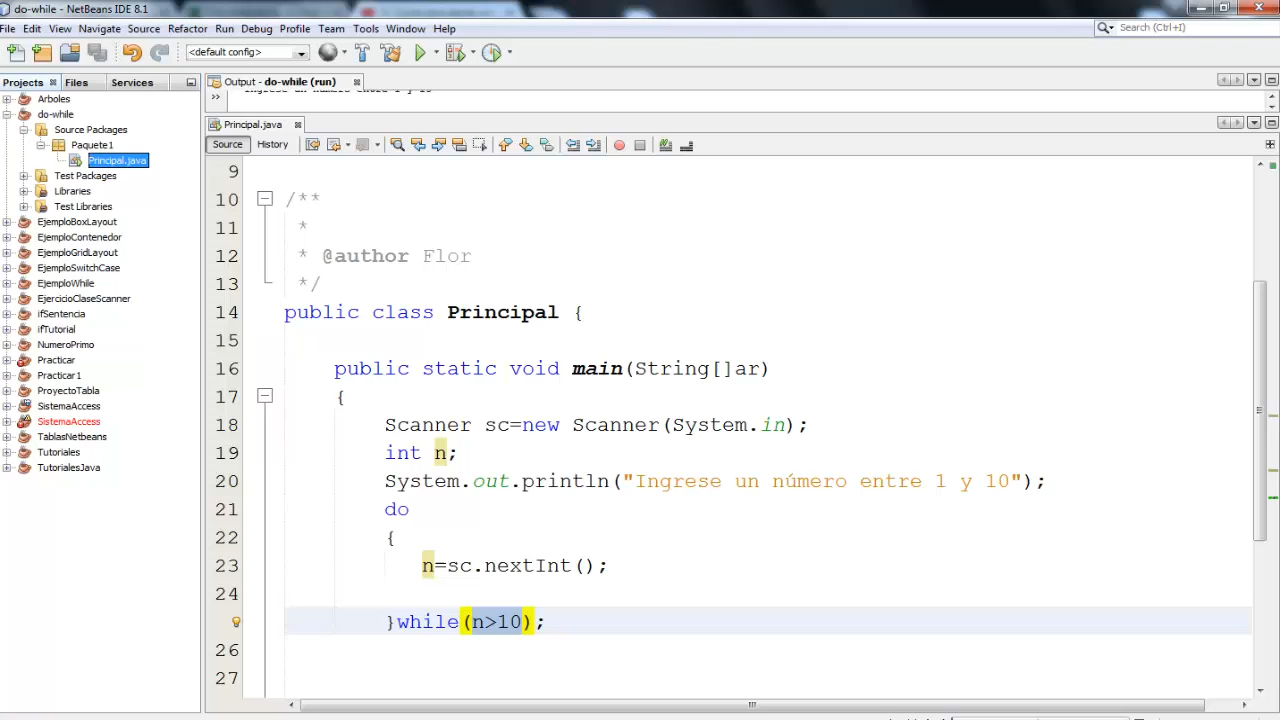 do-while - NetBeans IDE 8.1
File Edit View Navigate Source Refactor Run Debug Profile Team Tools Window Help
Search (Ctrl+I)
<default config>
Projects Files Services
Output - do-while (run)
Ingrese un número entre 1 y 10
Arboles
do-while
Source Packages
Paquete1
Principal.java
Test Packages
Libraries
Test Libraries
EjemploBoxLayout
EjemploContenedor
EjemploGridLayout
EjemploSwitchCase
EjemploWhile
EjercicioClaseScanner
ifSentencia
ifTutorial
NumeroPrimo
Practicar
Practicar1
ProyectoTabla
SistemaAccess
SistemaAccess
TablasNetbeans
Tutoriales
TutorialesJava
Principal.java
Source History
9
10 /**
11 *
12 * @author Flor
13 */
14 public class Principal {
15
16 public static void main(String[]ar)
17 {
18 Scanner sc=new Scanner(System.in);
19 int n;
20 System.out.println("Ingrese un número entre 1 y 10");
21 do
22 {
23 n=sc.nextInt();
24
}while(n>10);
26
27